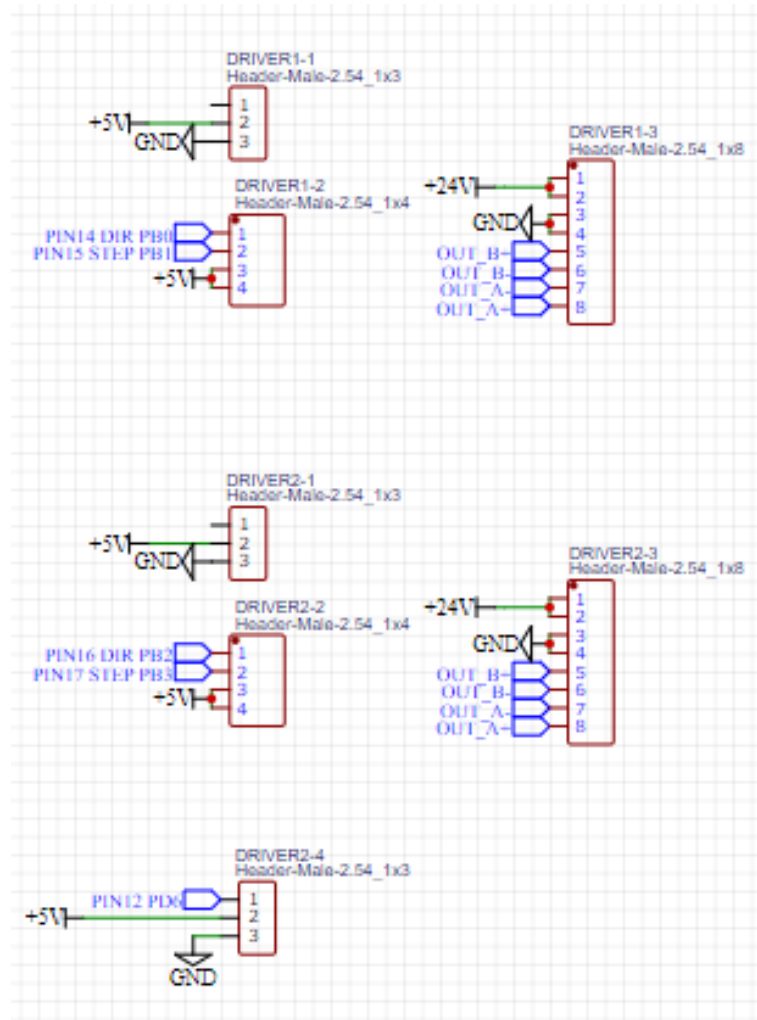 DRIVER1-1
Header-Male-2.54_1x3
1
+5V 2
GND 3
DRIVER1-2
Header-Male-2.54_1x4
PIN14 DIR PB0 1
PIN15 STEP PB1 2
+5V 3
4
DRIVER1-3
Header-Male-2.54_1x8
+24V 1
2
GND 3
4
OUT_B+ 5
OUT_B- 6
OUT_A- 7
OUT_A+ 8
DRIVER2-1
Header-Male-2.54_1x3
1
+5V 2
GND 3
DRIVER2-2
Header-Male-2.54_1x4
PIN16 DIR PB2 1
PIN17 STEP PB3 2
+5V 3
4
DRIVER2-3
Header-Male-2.54_1x8
+24V 1
2
GND 3
4
OUT_B+ 5
OUT_B- 6
OUT_A- 7
OUT_A+ 8
DRIVER2-4
Header-Male-2.54_1x3
PIN12 PD6 1
+5V 2
3
GND